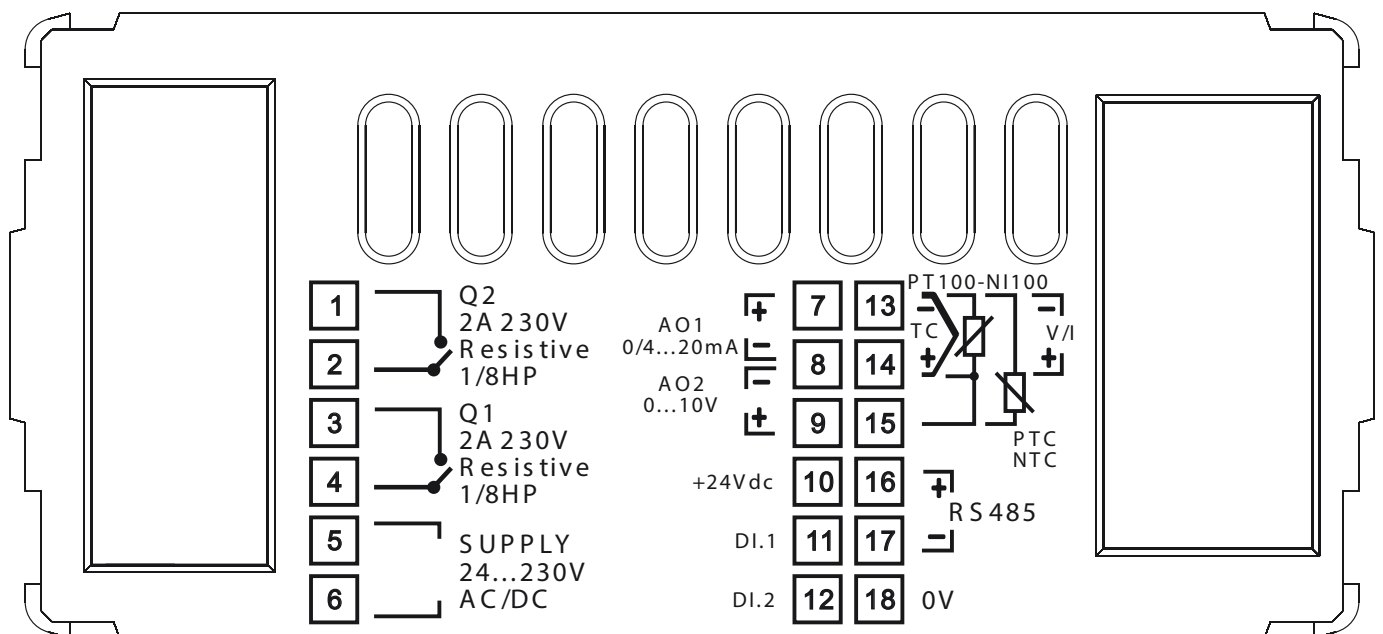 1
2
Q2
2A 230V
Resistive
1/8HP
3
4
Q1
2A 230V
Resistive
1/8HP
5
6
SUPPLY
24...230V
AC/DC
AO1
0/4...20mA
+
-
AO2
0...10V
-
+
+24Vdc
DI.1
DI.2
7
8
9
10
11
12
13
14
15
16
17
18
PT100-NI100
-
TC
+
-
V/I
+
PTC
NTC
+
RS485
-
0V